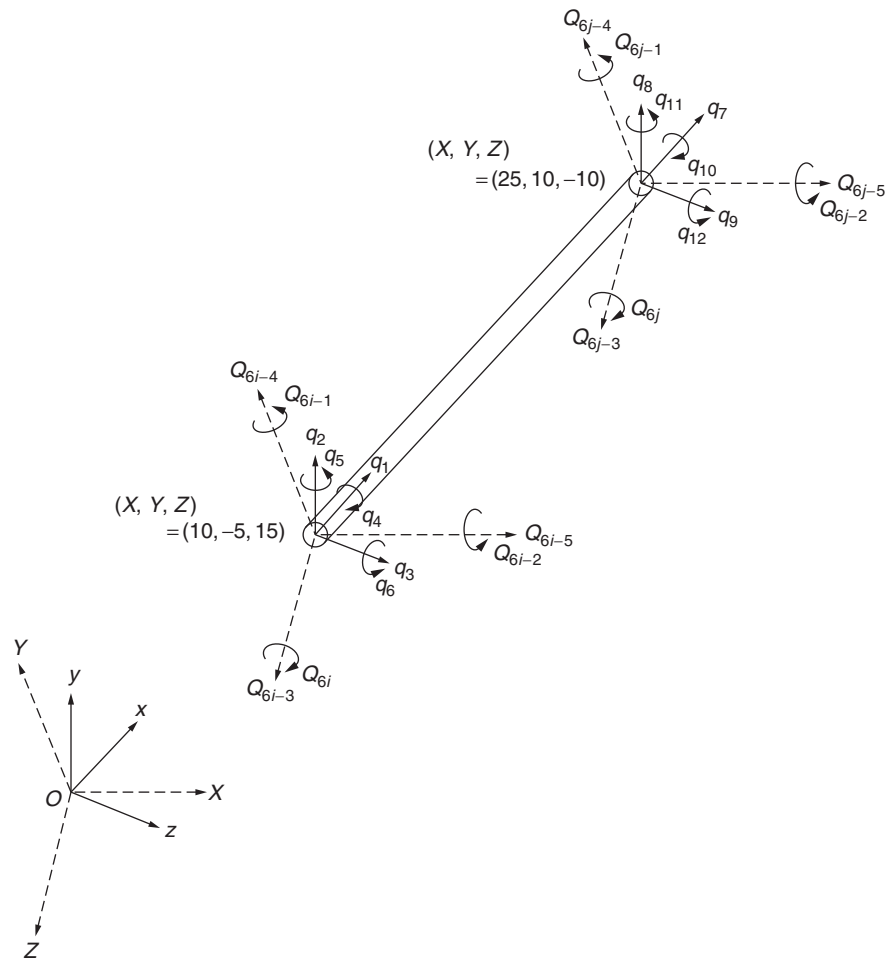 Q6j−4
Q6j−1
q8
q11
q7
(X, Y, Z)
=(25, 10, −10)
q10
Q6j−5
Q6j−2
q9
q12
Q6j
Q6j−3
Q6i−4
Q6i−1
q2
q5
q1
(X, Y, Z)
=(10, −5, 15)
q4
Q6i−5
Q6i−2
q3
q6
Q6i
Q6i−3
Y
y
x
O
X
z
Z